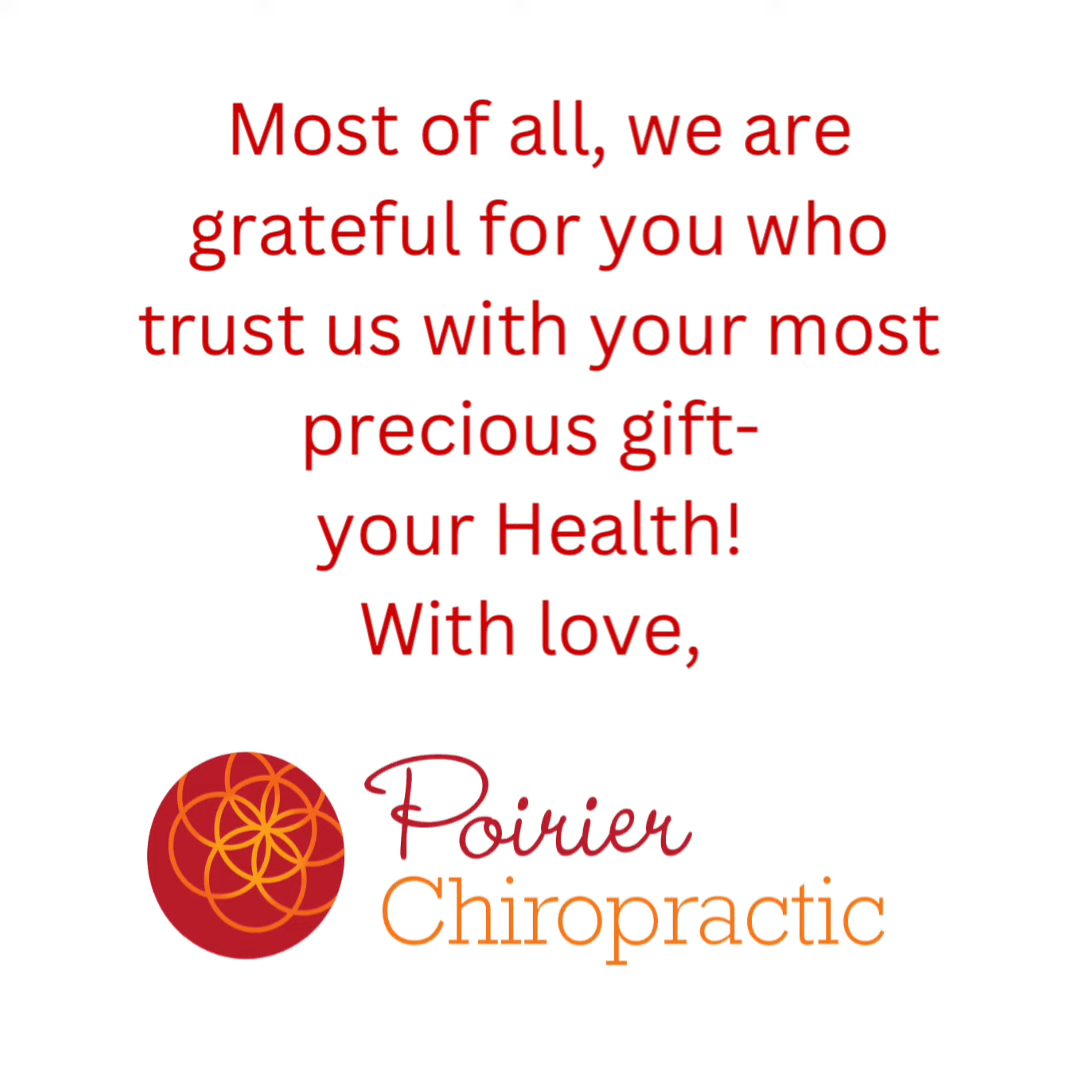 Most of all, we are
grateful for you who
trust us with your most
precious gift-
your Health!
With love,
Poirier
Chiropractic